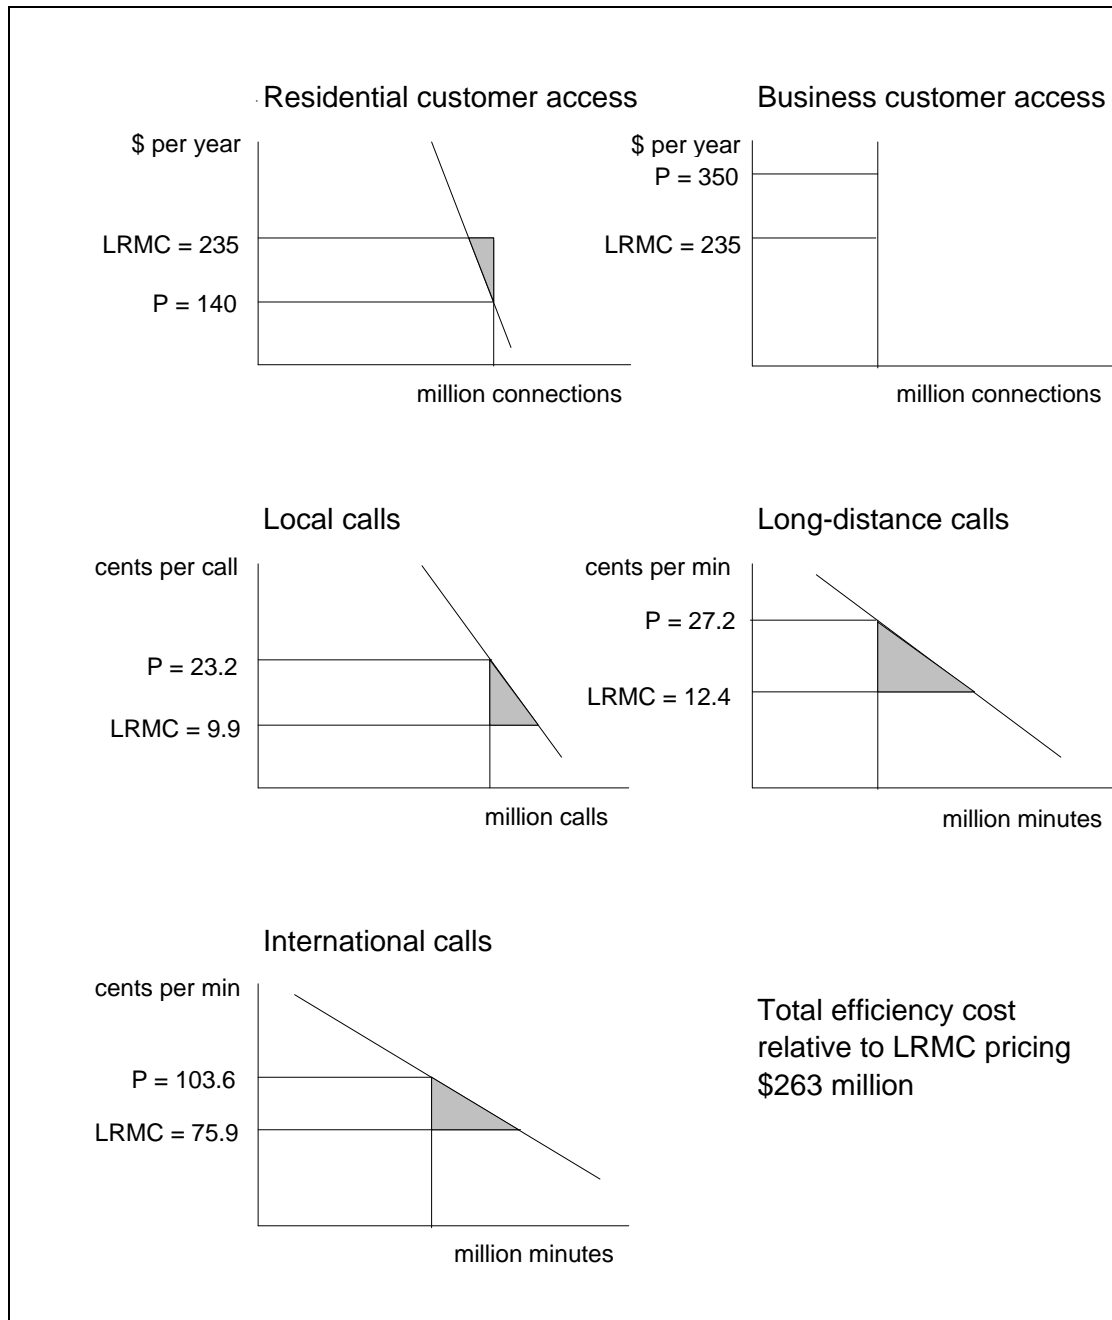 Residential customer access
$ per year
LRMC = 235
P = 140
million connections
Business customer access
$ per year
P = 350
LRMC = 235
million connections
Local calls
cents per call
P = 23.2
LRMC = 9.9
million calls
Long-distance calls
cents per min
P = 27.2
LRMC = 12.4
million minutes
International calls
cents per min
P = 103.6
LRMC = 75.9
million minutes
Total efficiency cost
relative to LRMC pricing
$263 million